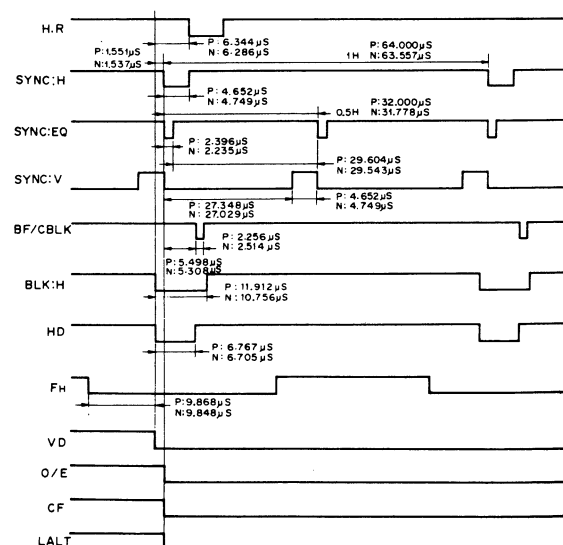 H.R
P:1.551µS
N:1.537µS
P: 6.344µS
N: 6.286µS
P: 64.000µS
N: 63.557µS
1H
SYNC:H
P: 4.652µS
N: 4.749µS
0.5H
P: 32.000µS
N: 31.778µS
SYNC:EQ
P: 2.396µS
N: 2.235µS
P: 29.604µS
N: 29.543µS
SYNC:V
P: 27.348µS
N: 27.029µS
P: 4.652µS
N: 4.749µS
BF/CBLK
P: 2.256µS
N: 2.514µS
P: 5.498µS
N: 5.308µS
BLK:H
P: 11.912µS
N: 10.756µS
HD
P: 6.767µS
N: 6.705µS
FH
P:9.868µS
N:9.848µS
VD
O/E
CF
LALT